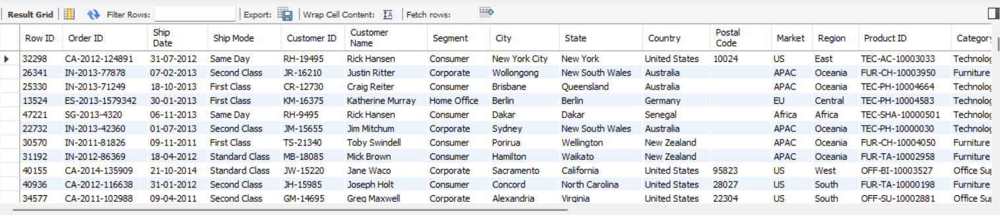 Result Grid Filter Rows: Export: Wrap Cell Content: Fetch rows:
Row ID Order ID Ship Date Ship Mode Customer ID Customer Name Segment City State Country Postal Code Market Region Product ID Category
32298 CA-2012-124891 31-07-2012 Same Day RH-19495 Rick Hansen Consumer New York City New York United States 10024 US East TEC-AC-10003033 Technolog
26341 IN-2013-77878 07-02-2013 Second Class JR-16210 Justin Ritter Corporate Wollongong New South Wales Australia APAC Oceania FUR-CH-10003950 Furniture
25330 IN-2013-71249 18-10-2013 First Class CR-12730 Craig Reiter Consumer Brisbane Queensland Australia APAC Oceania TEC-PH-10004664 Technolog
13524 ES-2013-1579342 30-01-2013 First Class KM-16375 Katherine Murray Home Office Berlin Berlin Germany EU Central TEC-PH-10004583 Technolog
47221 SG-2013-4320 06-11-2013 Same Day RH-9495 Rick Hansen Consumer Dakar Dakar Senegal Africa Africa TEC-SHA-10000501 Technolog
22732 IN-2013-42360 01-07-2013 Second Class JM-15655 Jim Mitchum Corporate Sydney New South Wales Australia APAC Oceania TEC-PH-10000030 Technolog
30570 IN-2011-81826 09-11-2011 First Class TS-21340 Toby Swindell Consumer Porirua Wellington New Zealand APAC Oceania FUR-CH-10004050 Furniture
31192 IN-2012-86369 18-04-2012 Standard Class MB-18085 Mick Brown Consumer Hamilton Waikato New Zealand APAC Oceania FUR-TA-10002958 Furniture
40155 CA-2014-135909 21-10-2014 Standard Class JW-15220 Jane Waco Corporate Sacramento California United States 95823 US West OFF-BI-10003527 Office Su
40936 CA-2012-116638 31-01-2012 Second Class JH-15985 Joseph Holt Consumer Concord North Carolina United States 28027 US South FUR-TA-10000198 Furniture
34577 CA-2011-102988 09-04-2011 Second Class GM-14695 Greg Maxwell Corporate Alexandria Virginia United States 22304 US South OFF-SU-10002881 Office Su